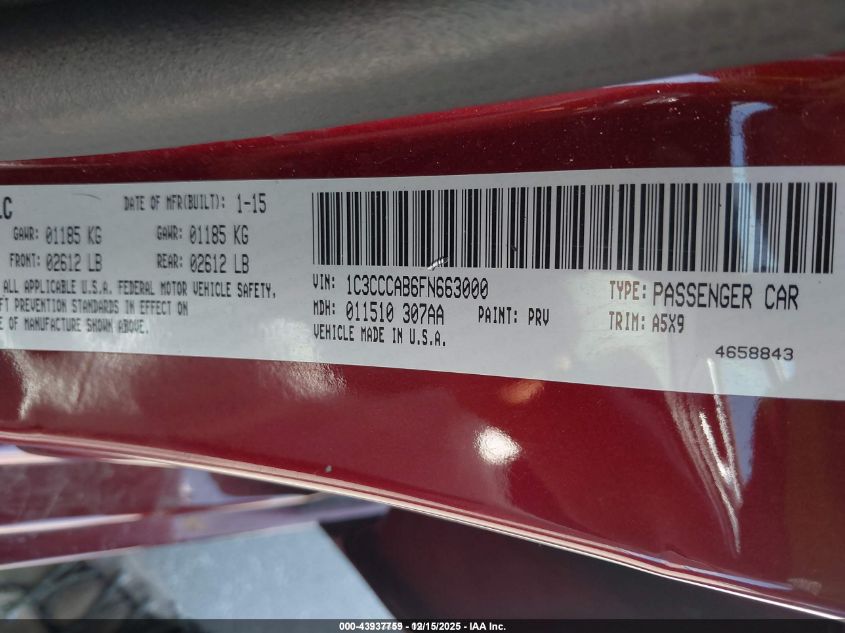 LC DATE OF MFR(BUILT): 1-15
GAWR: 01185 KG GAWR: 01185 KG
FRONT: 02612 LB REAR: 02612 LB
ALL APPLICABLE U.S.A. FEDERAL MOTOR VEHICLE SAFETY,
FT PREVENTION STANDARDS IN EFFECT ON
E OF MANUFACTURE SHOWN ABOVE.
VIN: 1C3CCCAB6FN663000 TYPE: PASSENGER CAR
MDH: 011510 307AA PAINT: PRV TRIM: A5X9
VEHICLE MADE IN U.S.A.
4658843
000-43937759 - 12/15/2025 - IAA Inc.